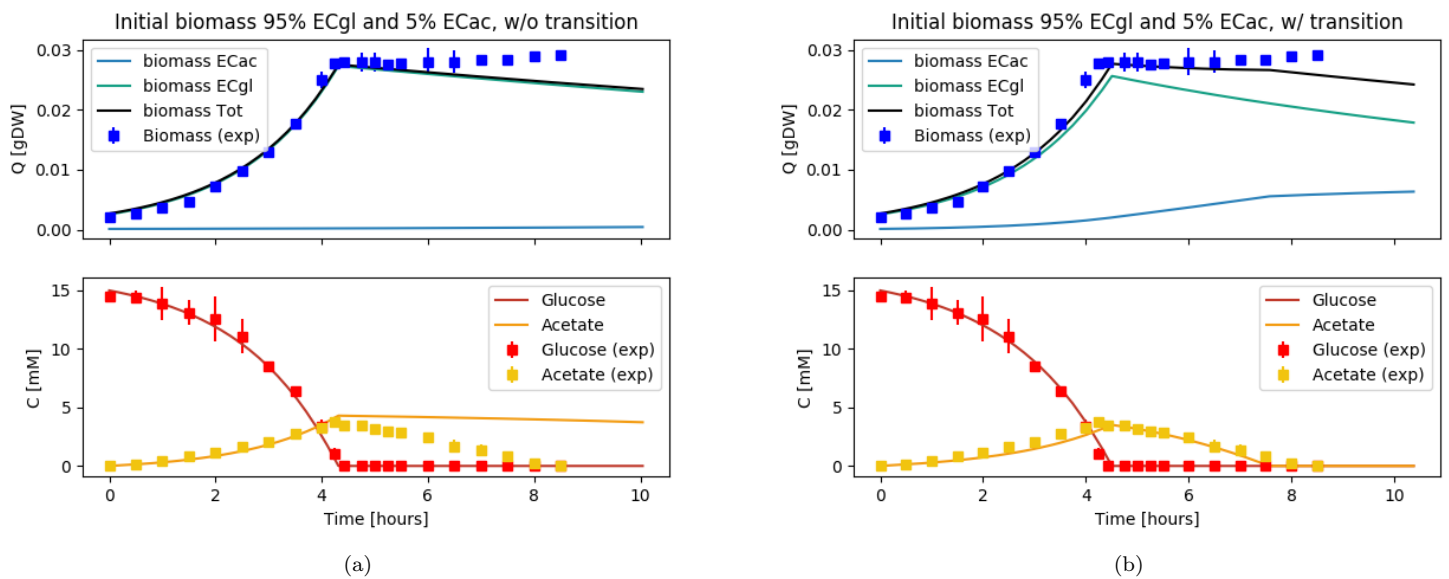 Initial biomass 95% ECgl and 5% ECac, w/o transition
0.03
0.02
0.01
0.00
Q [gDW]
biomass ECac
biomass ECgl
biomass Tot
Biomass (exp)
15
10
5
0
C [mM]
Glucose
Acetate
Glucose (exp)
Acetate (exp)
0 2 4 6 8 10
Time [hours]
(a)
Initial biomass 95% ECgl and 5% ECac, w/ transition
0.03
0.02
0.01
0.00
Q [gDW]
biomass ECac
biomass ECgl
biomass Tot
Biomass (exp)
15
10
5
0
C [mM]
Glucose
Acetate
Glucose (exp)
Acetate (exp)
0 2 4 6 8 10
Time [hours]
(b)